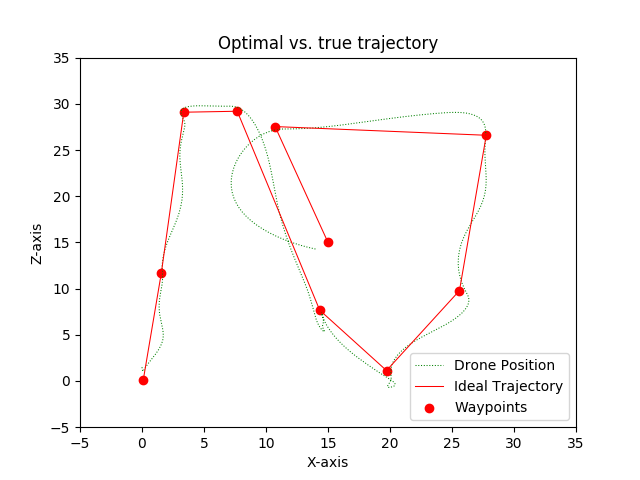 Optimal vs. true trajectory
35
30
25
20
15
10
5
0
−5
Z-axis
−5 0 5 10 15 20 25 30 35
X-axis
Drone Position
Ideal Trajectory
Waypoints